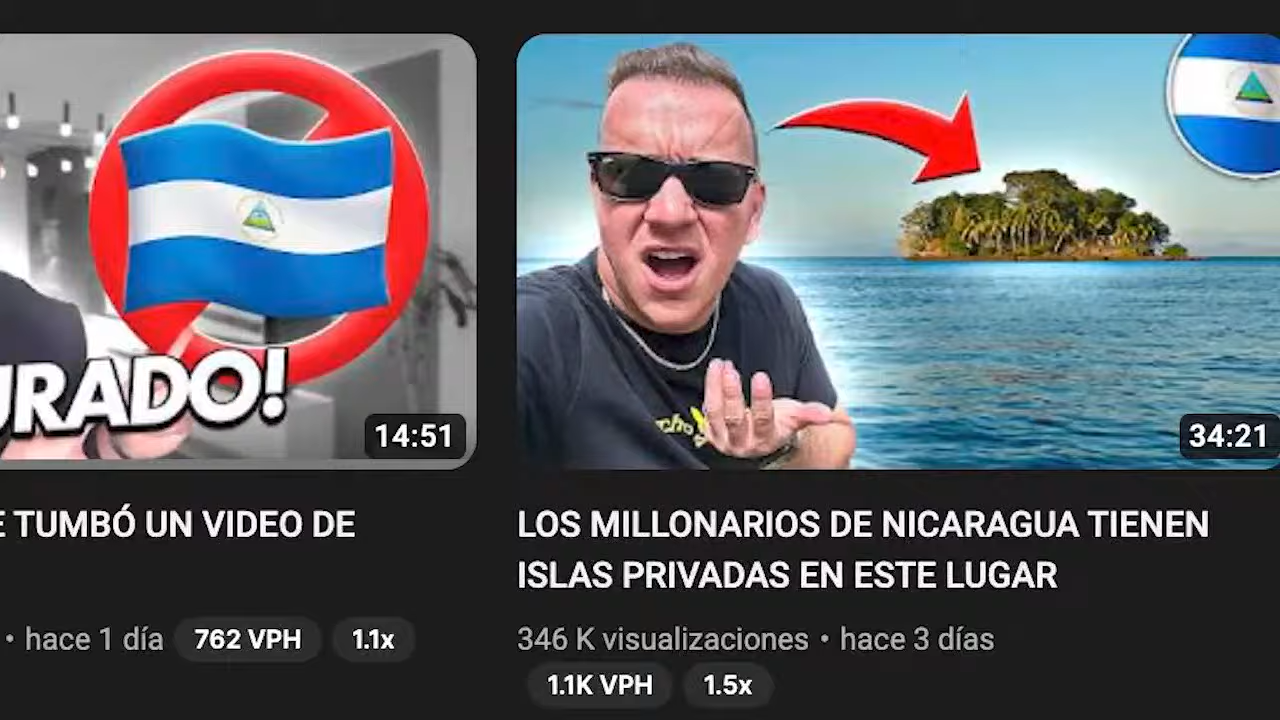 URADO!
14:51
34:21
E TUMBÓ UN VIDEO DE
LOS MILLONARIOS DE NICARAGUA TIENEN
ISLAS PRIVADAS EN ESTE LUGAR
• hace 1 día 762 VPH 1.1x
346 K visualizaciones • hace 3 días
1.1K VPH 1.5x